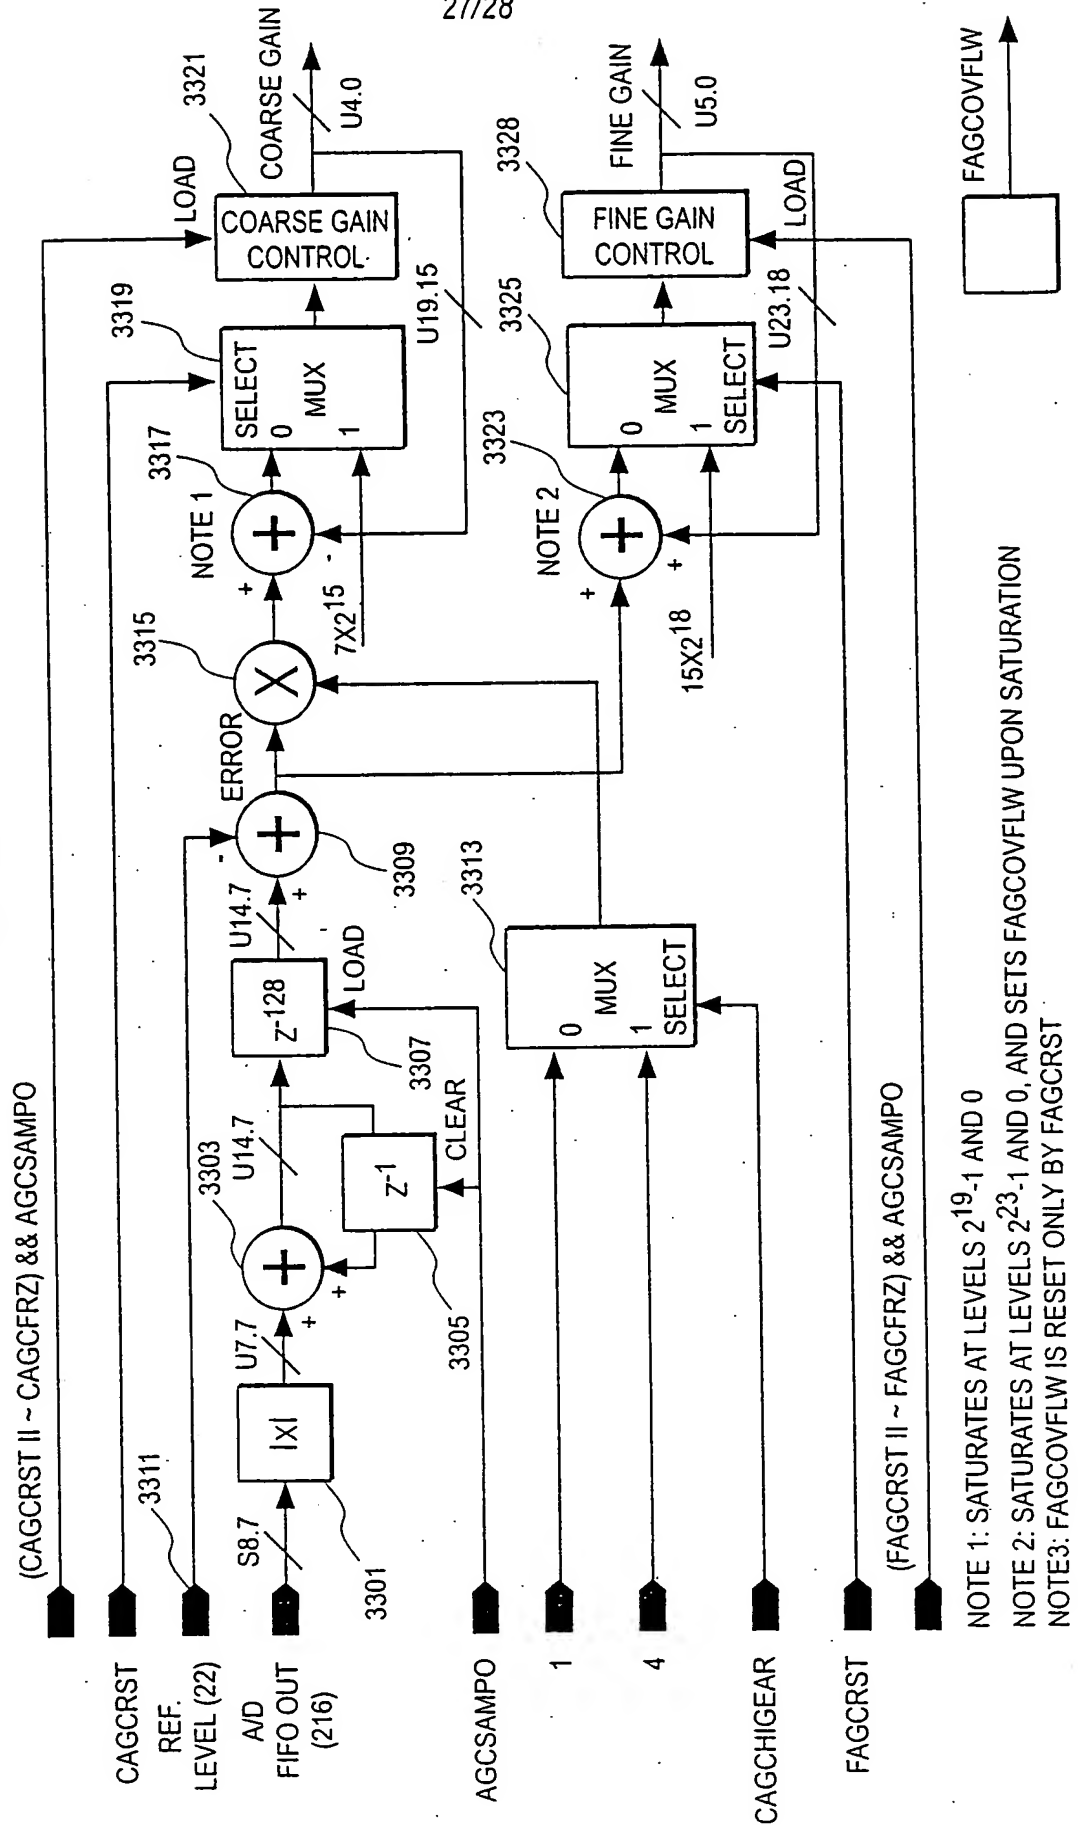 27/28
(CAGCRST II ~ CAGCFRZ) && AGCSAMPO
CAGCRST
REF.
LEVEL (22)
3311
A/D
FIFO OUT
(216)
S8.7
|x|
3301
U7.7
+
+
+
3303
U14.7
Z-1
3305
CLEAR
Z-128
3307
LOAD
U14.7
+
-
+
3309
ERROR
X
3315
+
-
+
NOTE 1
3317
7X2^15
SELECT
0
1
MUX
3319
LOAD
COARSE GAIN
CONTROL
3321
COARSE GAIN
U4.0
U19.15
AGCSAMPO
1
4
0
1
MUX
SELECT
3313
CAGCHIGEAR
+
+
+
NOTE 2
3323
15X2^18
0
1
MUX
SELECT
3325
FINE GAIN
CONTROL
3328
FINE GAIN
U5.0
LOAD
U23.18
FAGCRST
(FAGCRST II ~ FAGCFRZ) && AGCSAMPO
FAGCOVFLW
NOTE 1: SATURATES AT LEVELS 2^19-1 AND 0
NOTE 2: SATURATES AT LEVELS 2^23-1 AND 0, AND SETS FAGCOVFLW UPON SATURATION
NOTE3: FAGCOVFLW IS RESET ONLY BY FAGCRST